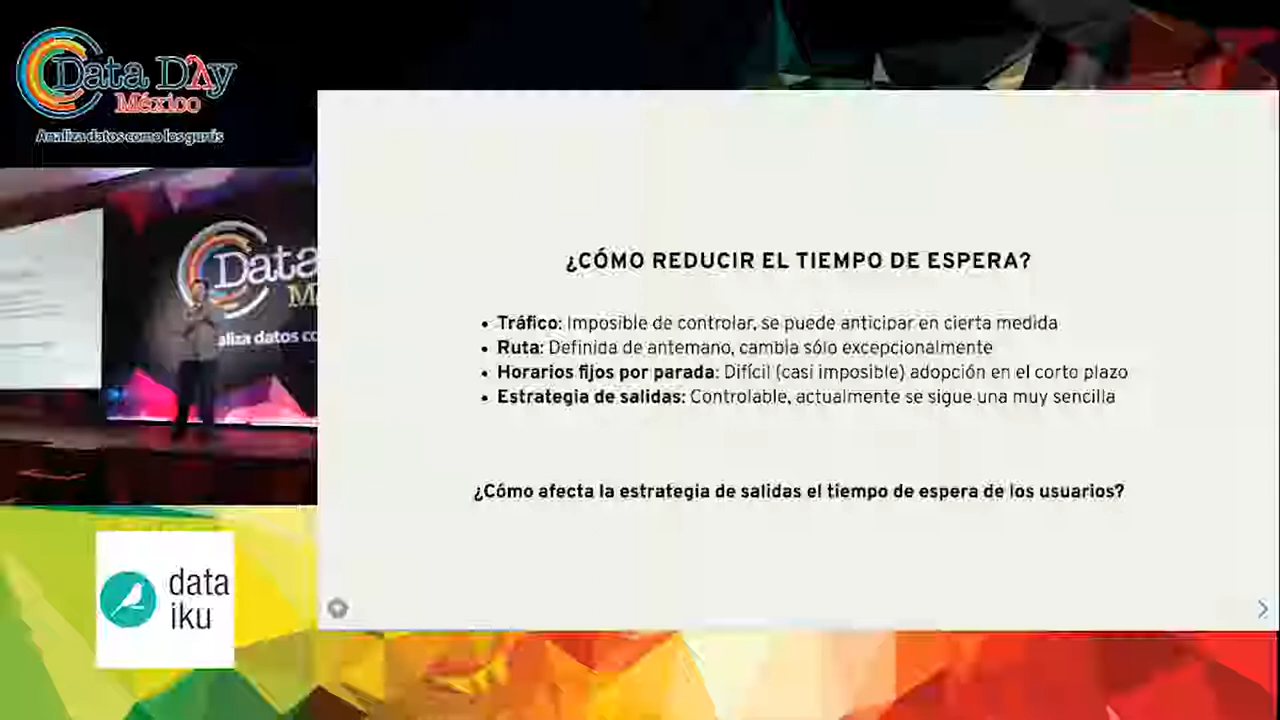 Data Day
México
Analiza datos como los gurús
Data
aliza datos co
¿CÓMO REDUCIR EL TIEMPO DE ESPERA?
• Tráfico: Imposible de controlar, se puede anticipar en cierta medida
• Ruta: Definida de antemano, cambia sólo excepcionalmente
• Horarios fijos por parada: Difícil (casi imposible) adopción en el corto plazo
• Estrategia de salidas: Controlable, actualmente se sigue una muy sencilla
¿Cómo afecta la estrategia de salidas el tiempo de espera de los usuarios?
data
iku